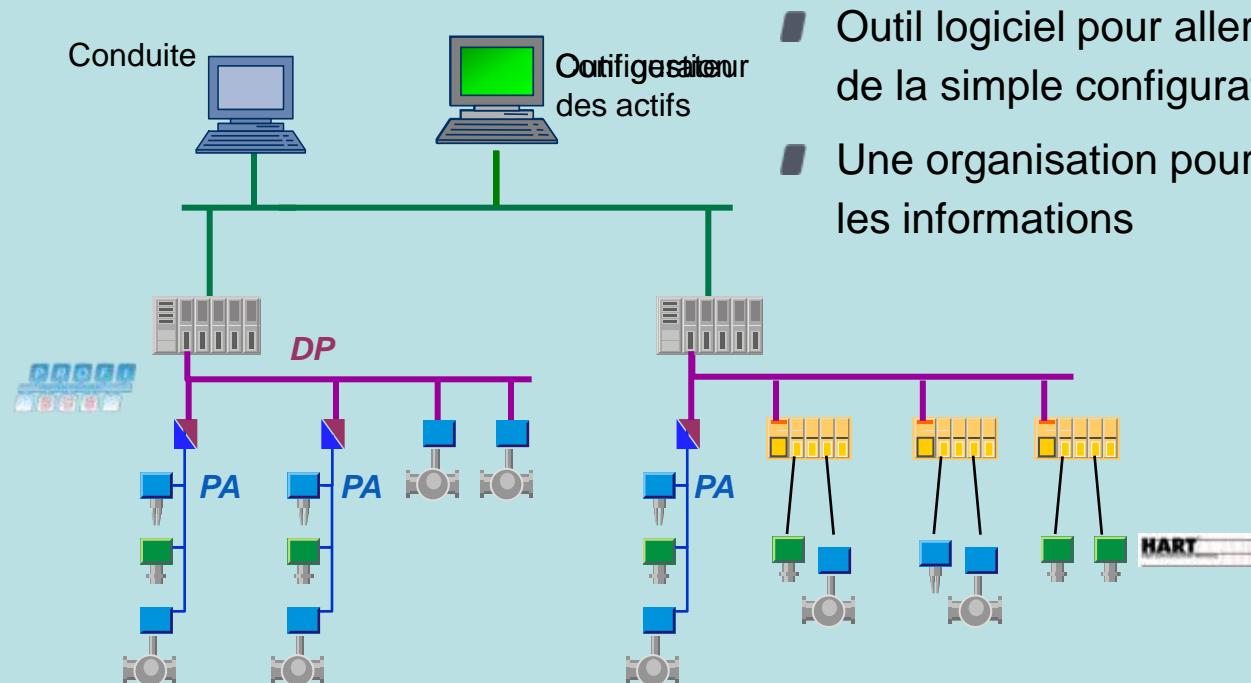 Conduite
des actifs
Outil logiciel pour aller
de la simple configura
Une organisation pour
les informations
DP
PROFI
PA
PA
PA
HART